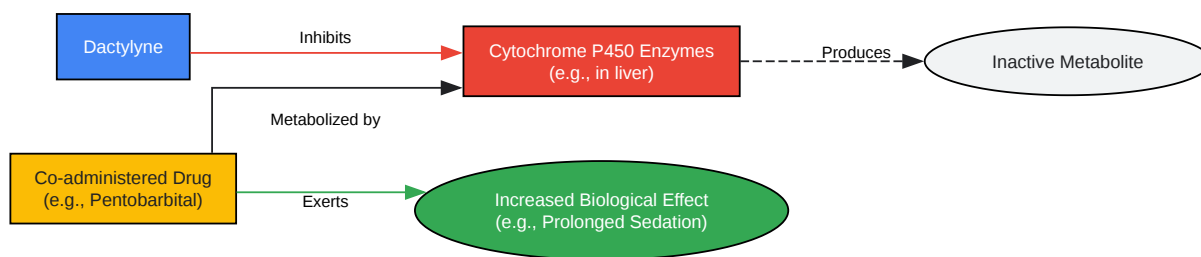 Dactylyne
Inhibits
Cytochrome P450 Enzymes
(e.g., in liver)
Produces
Inactive Metabolite
Metabolized by
Co-administered Drug
(e.g., Pentobarbital)
Exerts
Increased Biological Effect
(e.g., Prolonged Sedation)